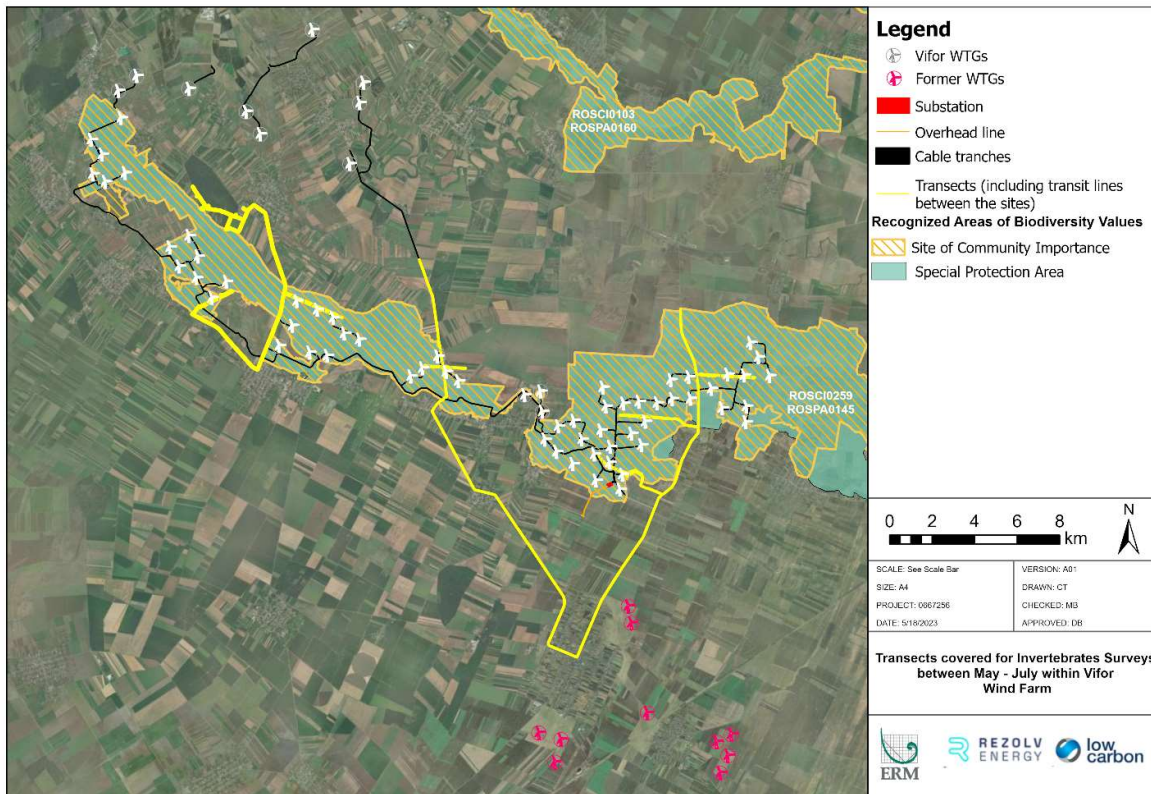 ROSCI0103
ROSPA0160
ROSCI0259
ROSPA0145
Legend
Vifor WTGs
Former WTGs
Substation
Overhead line
Cable tranches
Transects (including transit lines
between the sites)
Recognized Areas of Biodiversity Values
Site of Community Importance
Special Protection Area
0 2 4 6 8
km
N
SCALE: See Scale Bar
VERSION: A01
SIZE: A4
DRAWN: CT
PROJECT: 0667256
CHECKED: MB
DATE: 5/18/2023
APPROVED: DB
Transects covered for Invertebrates Surveys
between May - July within Vifor
Wind Farm
ERM
REZOLV
ENERGY
low
carbon